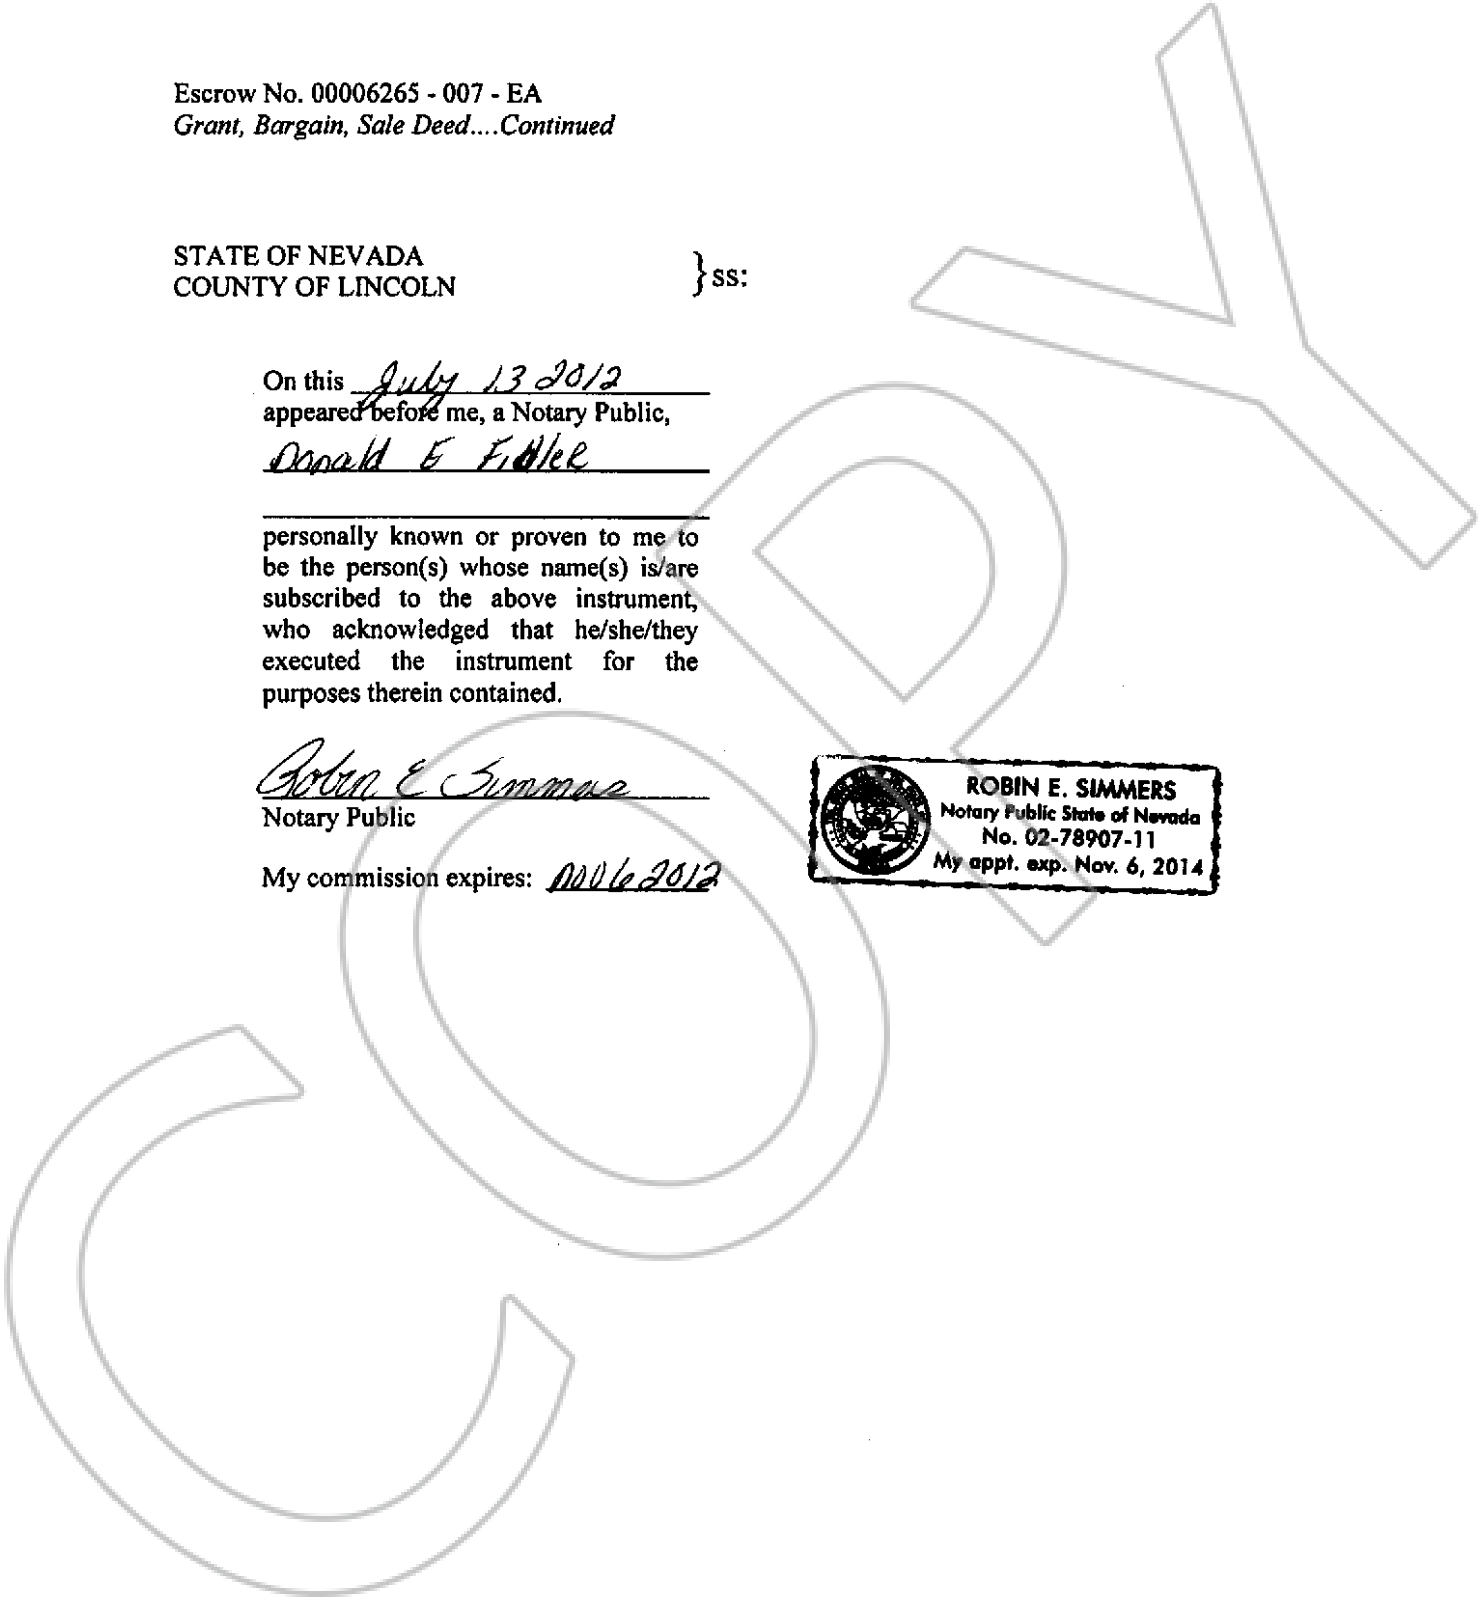 Escrow No. 00006265 - 007 - EA
Grant, Bargain, Sale Deed....Continued
STATE OF NEVADA
COUNTY OF LINCOLN
}ss:
On this July 13 2012
appeared before me, a Notary Public,
Donald E Fidler
personally known or proven to me to
be the person(s) whose name(s) is/are
subscribed to the above instrument,
who acknowledged that he/she/they
executed the instrument for the
purposes therein contained.
Robin E Simmers
Notary Public
My commission expires: Nov 6 2012
ROBIN E. SIMMERS
Notary Public State of Nevada
No. 02-78907-11
My appt. exp. Nov. 6, 2014
COPY